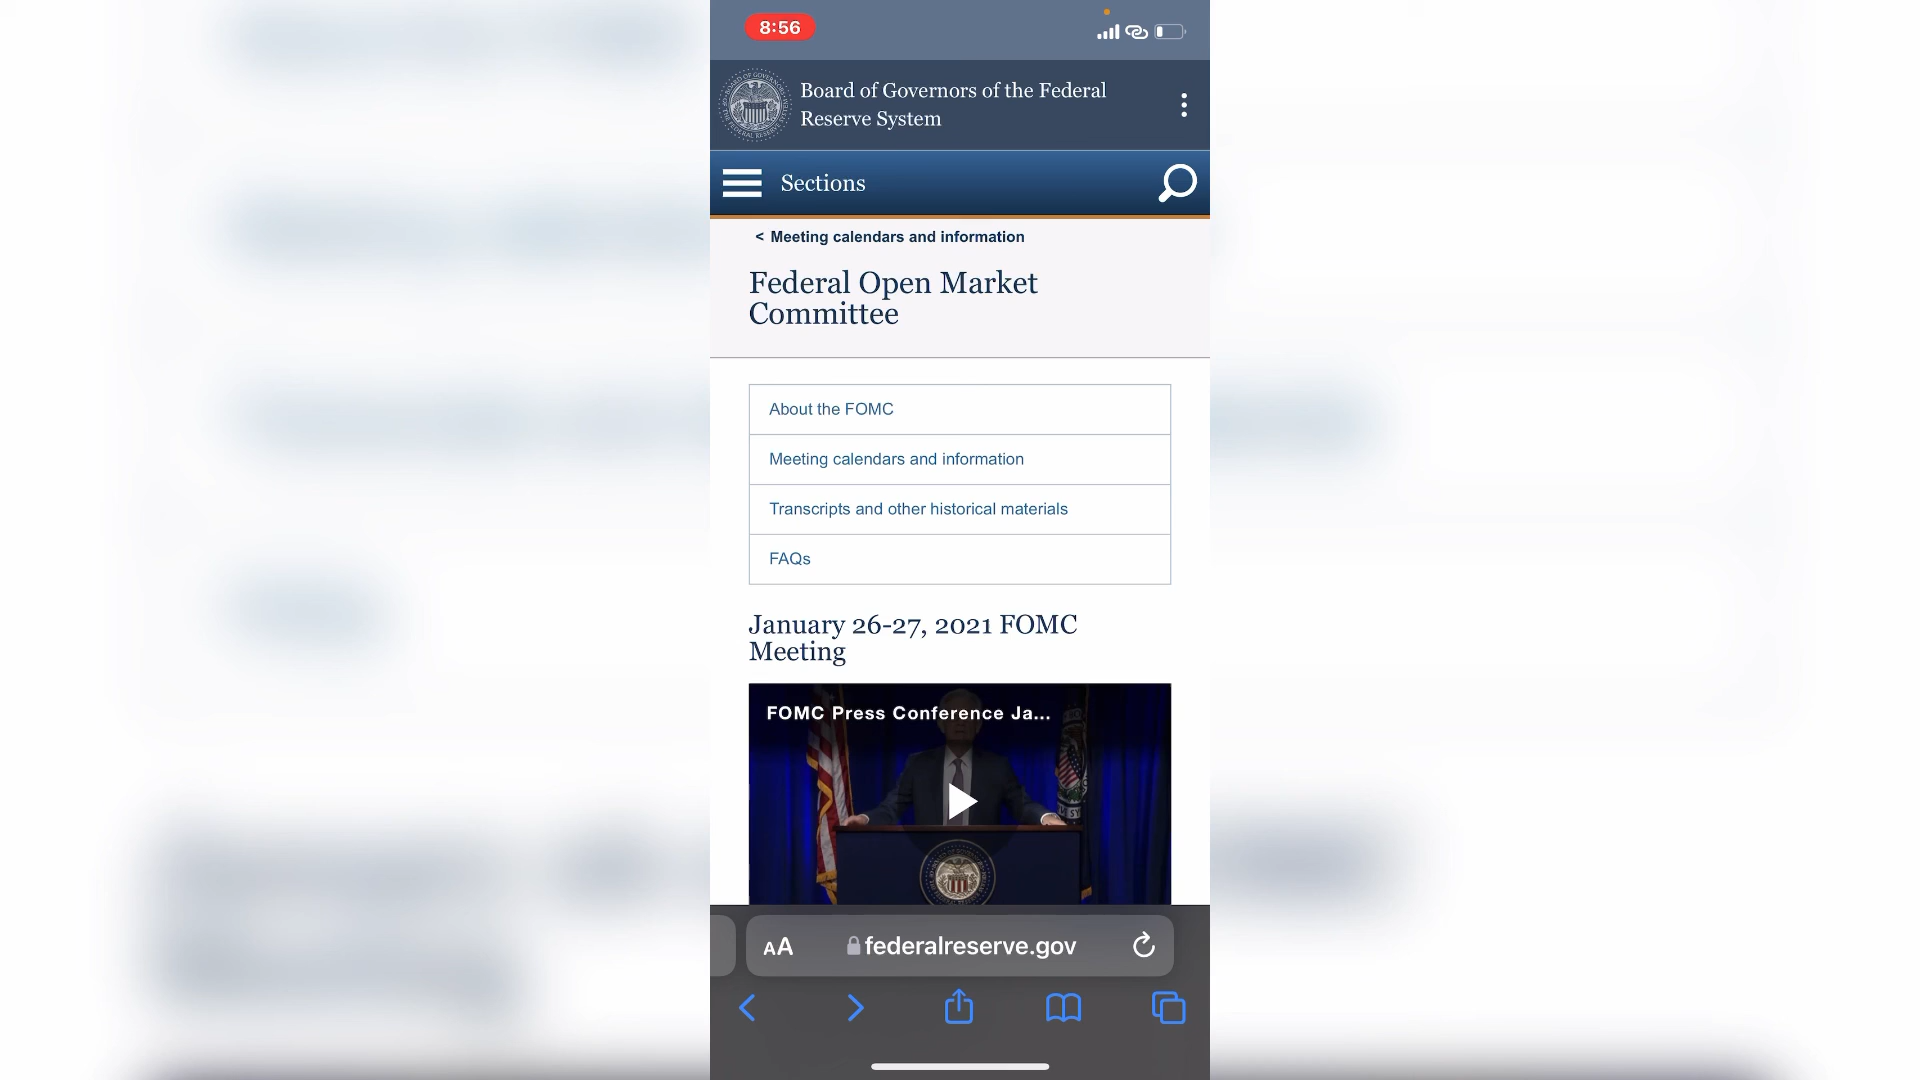 8:56
Board of Governors of the Federal
Reserve System
Sections
< Meeting calendars and information
Federal Open Market
Committee
About the FOMC
Meeting calendars and information
Transcripts and other historical materials
FAQs
January 26-27, 2021 FOMC
Meeting
FOMC Press Conference Ja...
AA federalreserve.gov